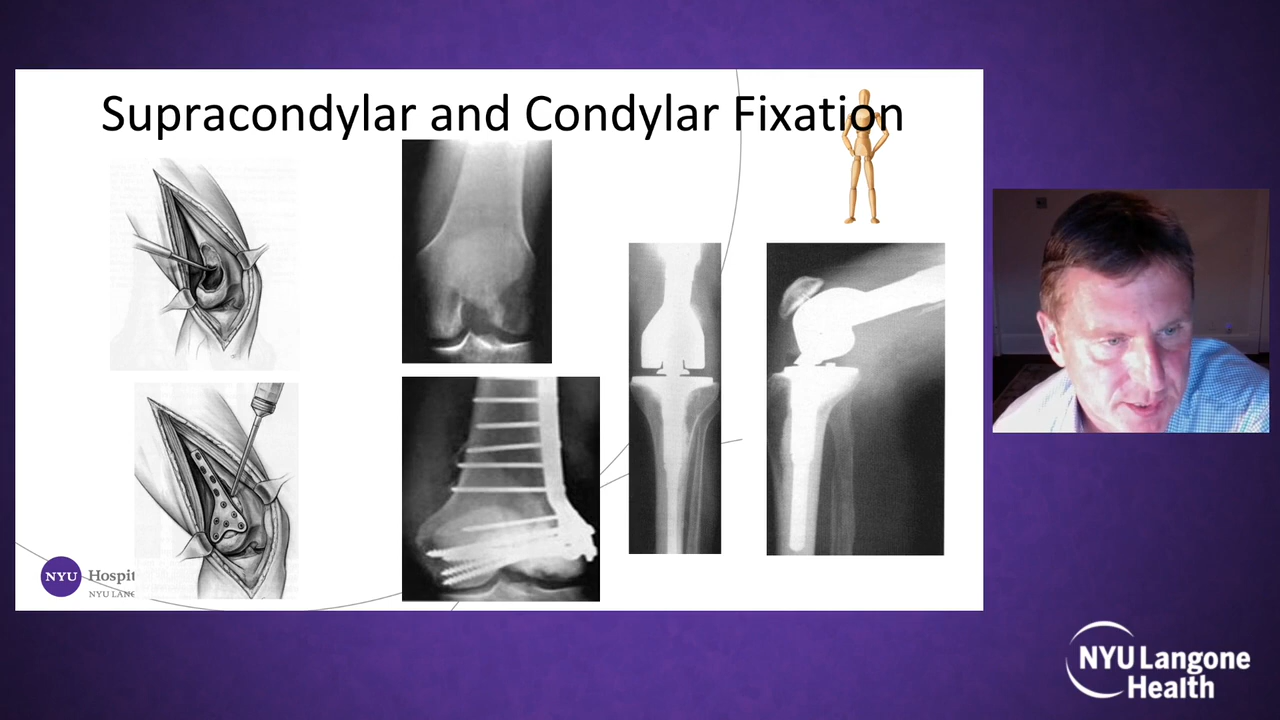 Supracondylar and Condylar Fixation
NYU Hospit
NYU LANG
NYU Langone
Health